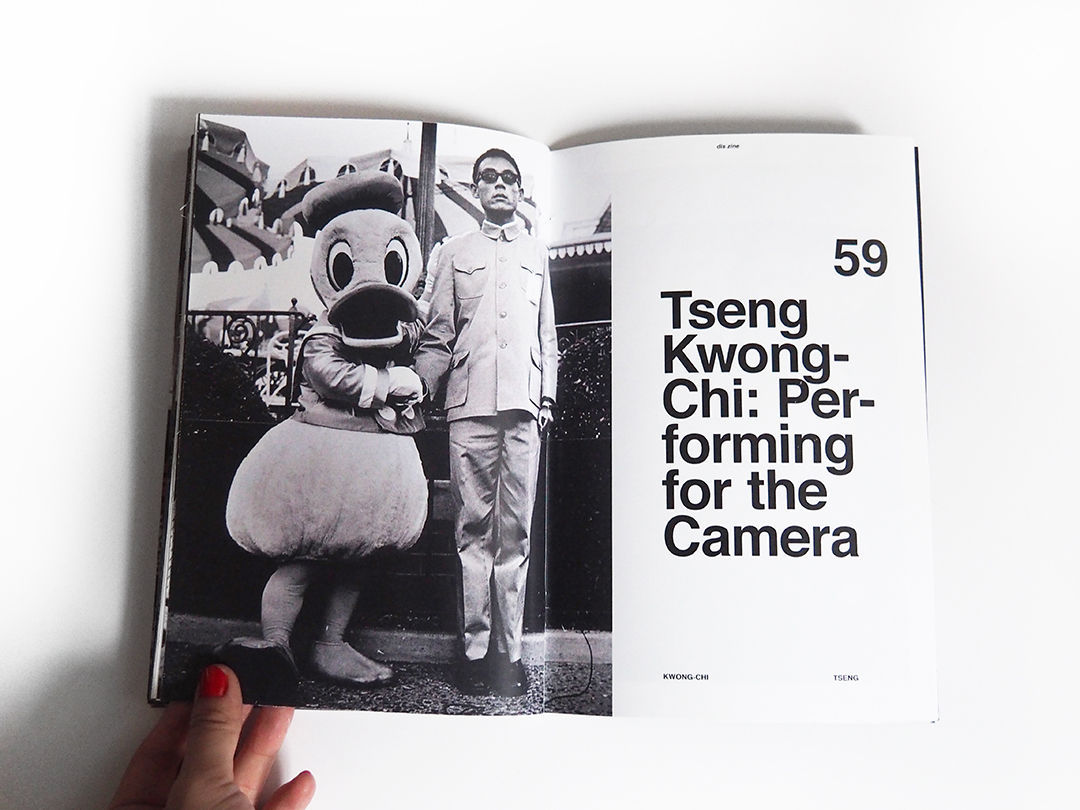 dis zine
59
Tseng
Kwong-
Chi: Per-
forming
for the
Camera
KWONG-CHI TSENG